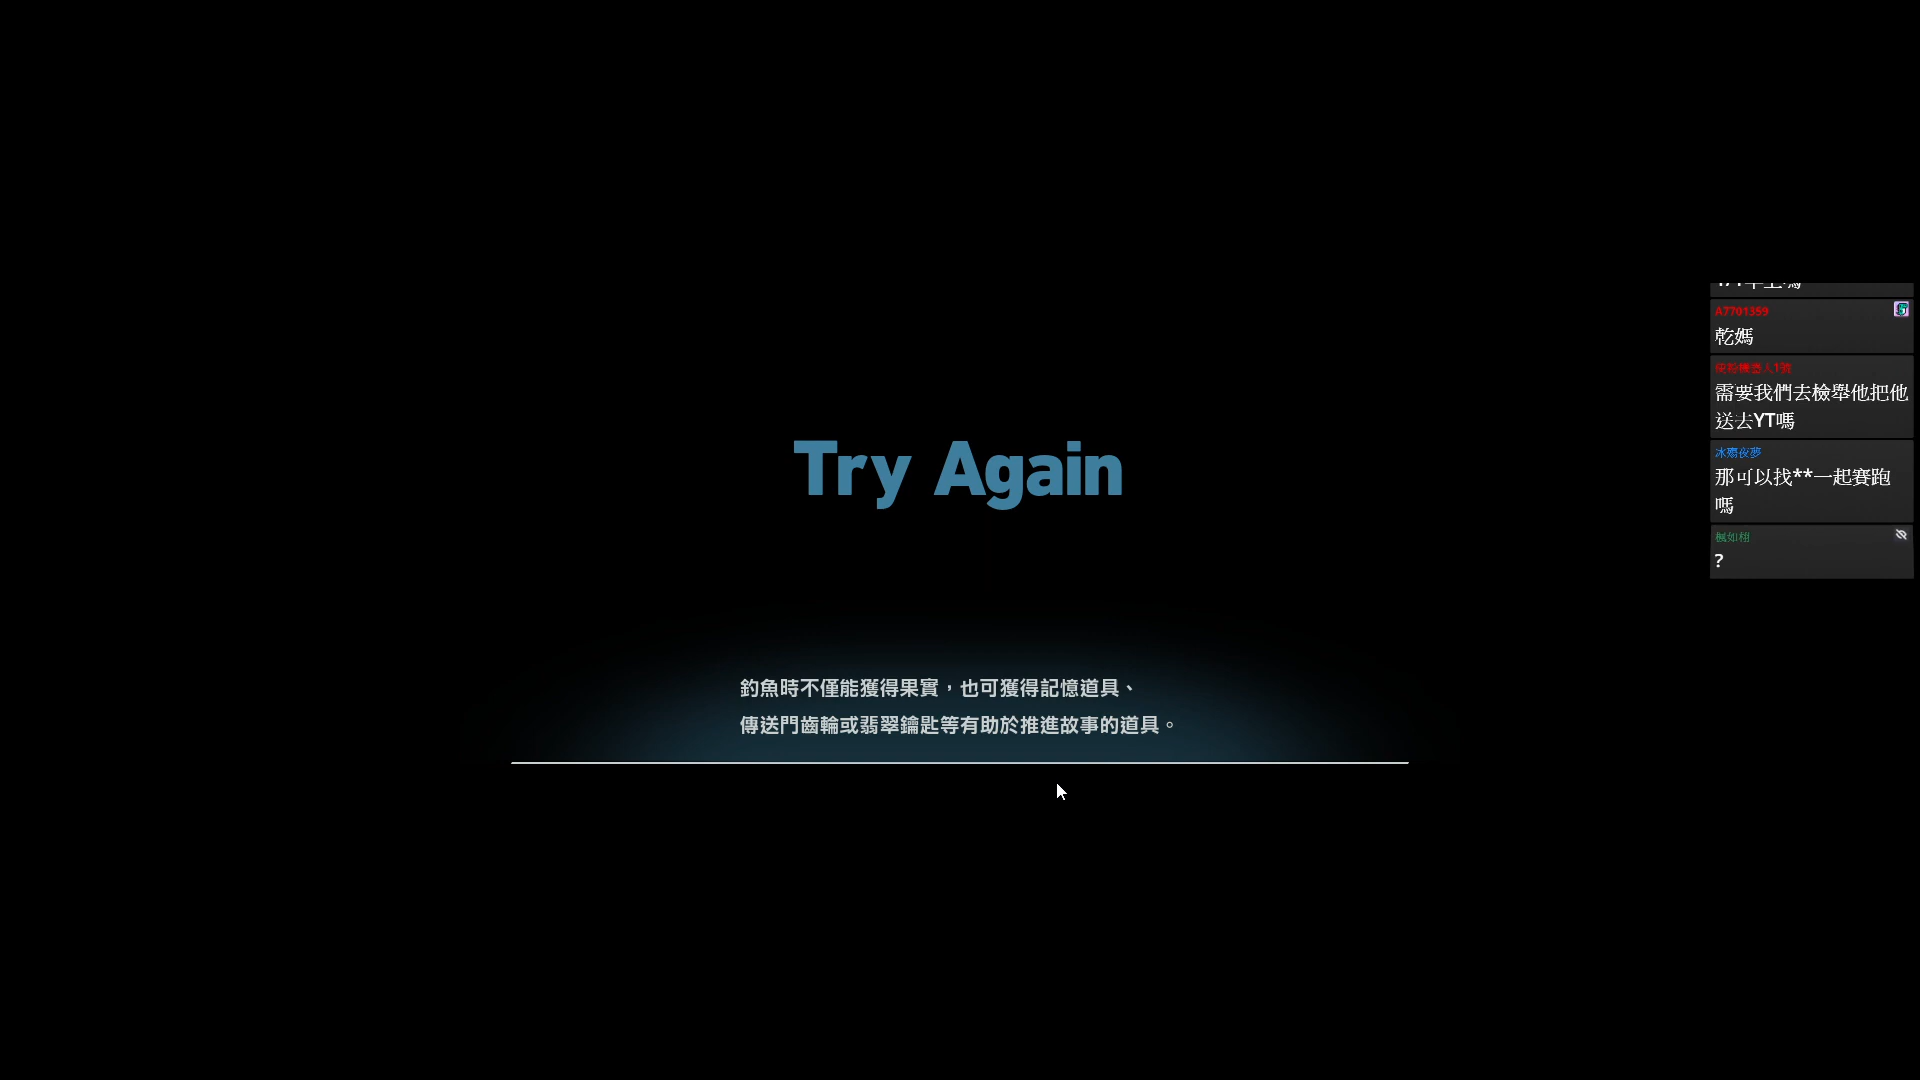 Try Again
釣魚時不僅能獲得果實，也可獲得記憶道具、
傳送門齒輪或翡翠鑰匙等有助於推進故事的道具。
A7701359
乾媽
需要我們去檢舉他把他
送去YT嗎
冰殤夜夢
那可以找**一起賽跑
嗎
楓如栩
?